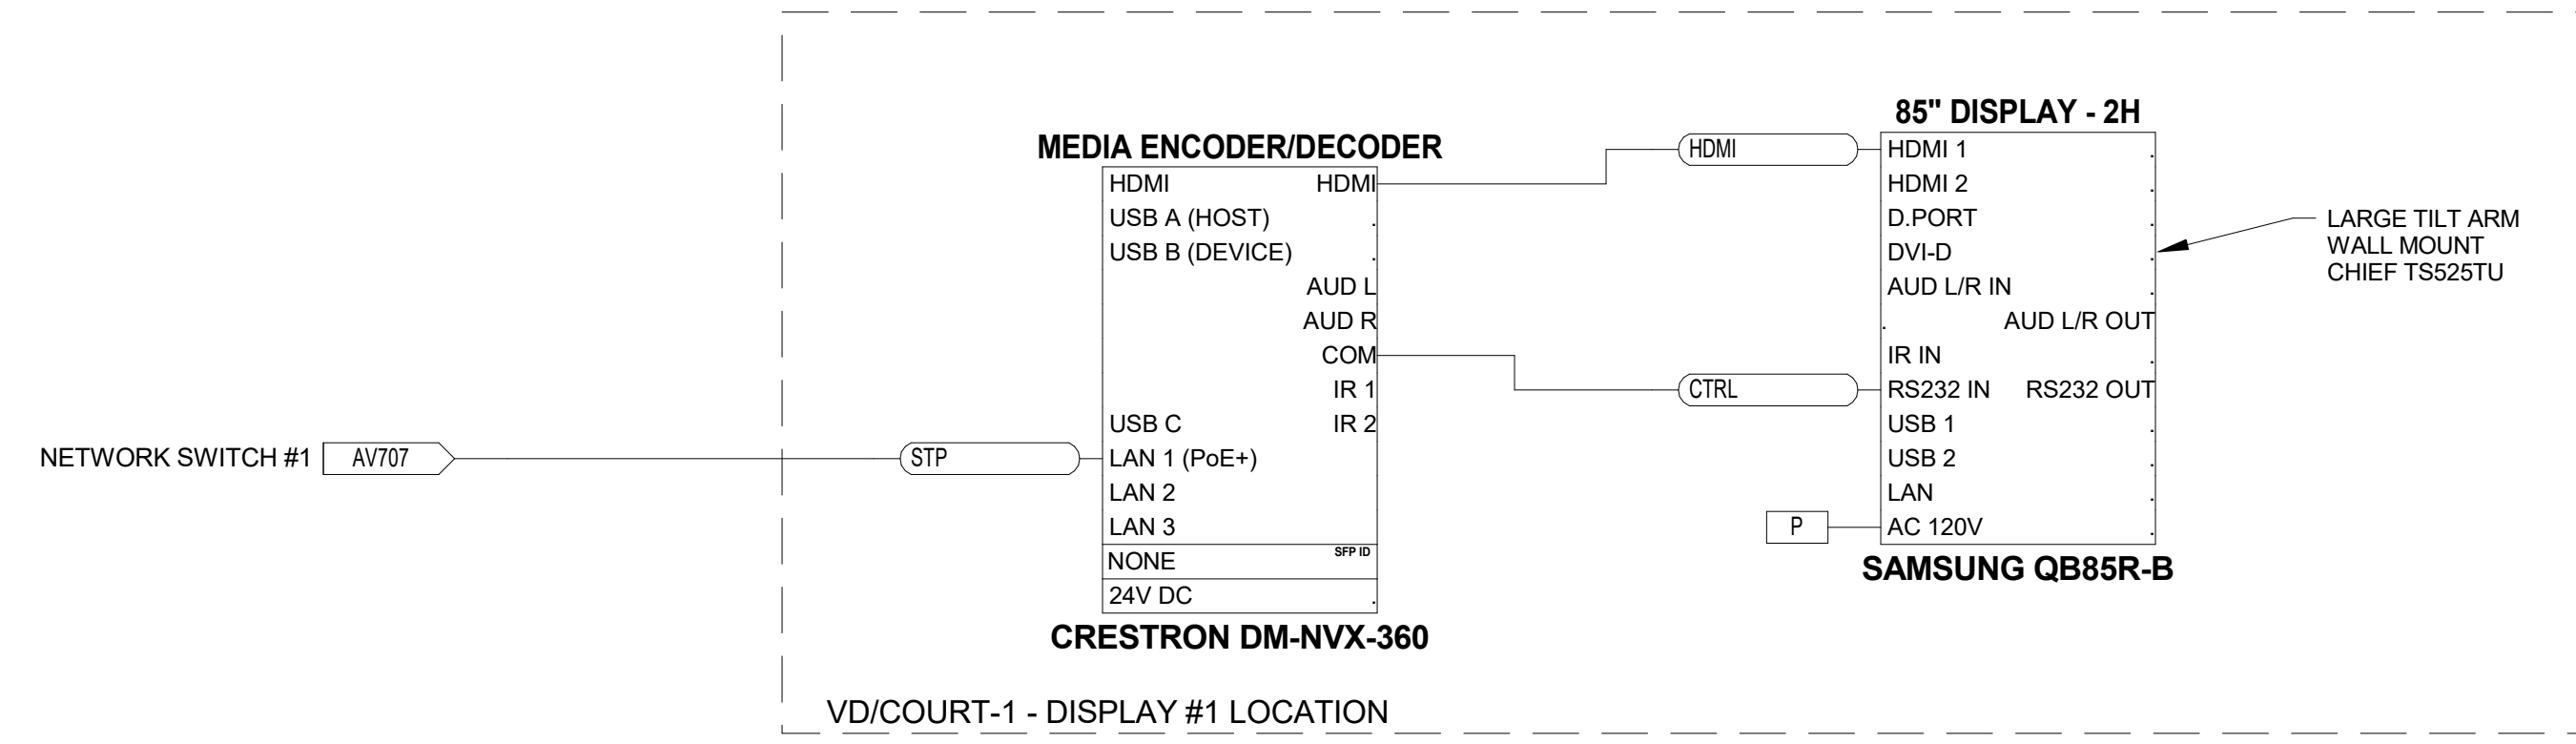 85" DISPLAY - 2H
MEDIA ENCODER/DECODER
HDMI
HDMI 1
HDMI HDMI
HDMI 2
USB A (HOST)
D.PORT
LARGE TILT ARM
WALL MOUNT
CHIEF TS525TU
USB B (DEVICE)
DVI-D
AUD L
AUD L/R IN
AUD R
AUD L/R OUT
COM
IR IN
IR 1
CTRL
RS232 IN RS232 OUT
USB C IR 2
USB 1
NETWORK SWITCH #1 AV707
STP
LAN 1 (PoE+)
USB 2
LAN 2
LAN
LAN 3
P
AC 120V
NONE SFP ID
SAMSUNG QB85R-B
24V DC
CRESTRON DM-NVX-360
VD/COURT-1 - DISPLAY #1 LOCATION